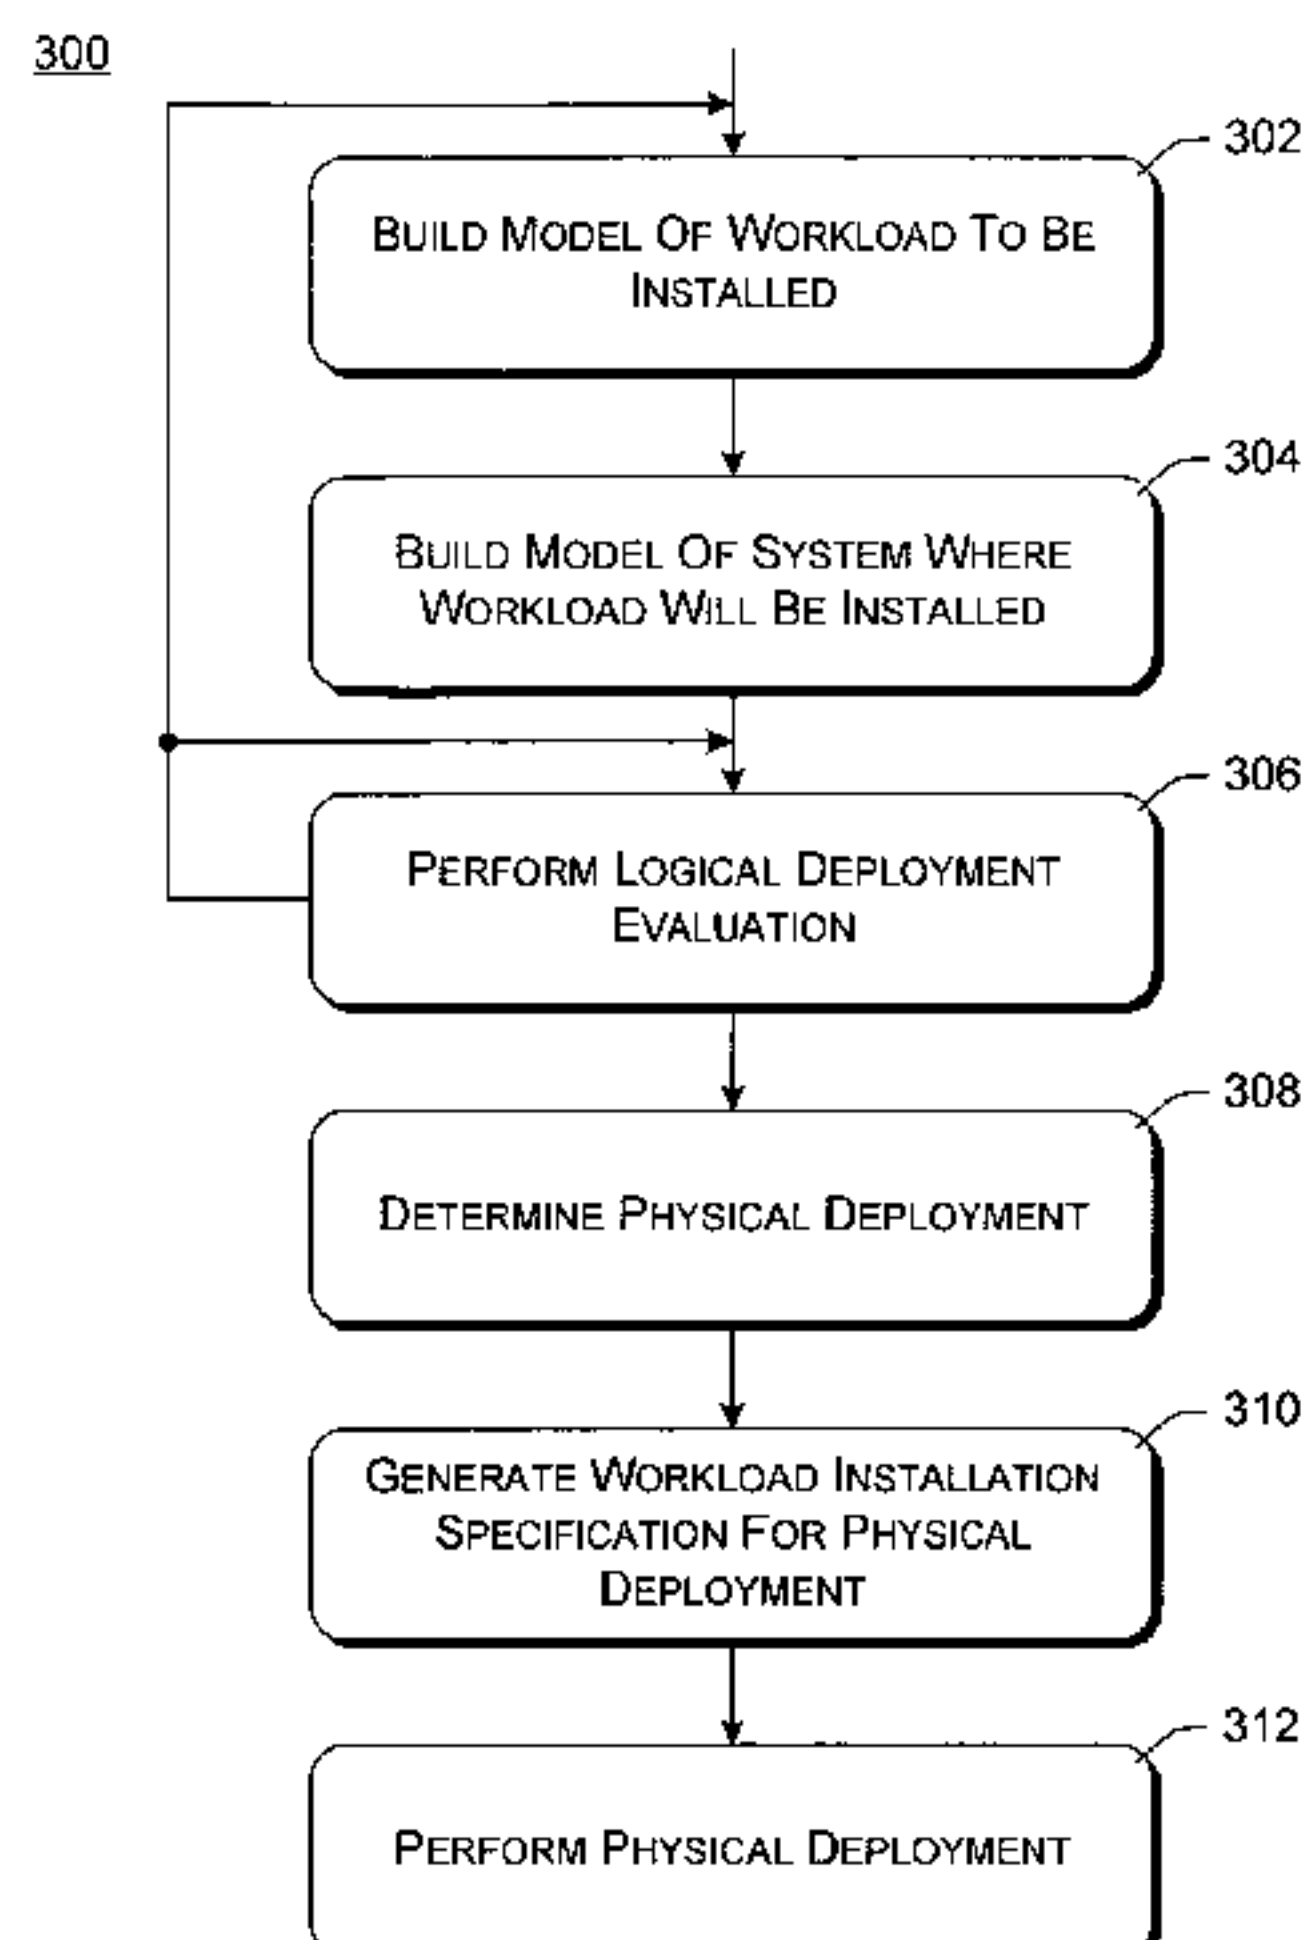 300
302
BUILD MODEL OF WORKLOAD TO BE
INSTALLED
304
BUILD MODEL OF SYSTEM WHERE
WORKLOAD WILL BE INSTALLED
306
PERFORM LOGICAL DEPLOYMENT
EVALUATION
308
DETERMINE PHYSICAL DEPLOYMENT
310
GENERATE WORKLOAD INSTALLATION
SPECIFICATION FOR PHYSICAL
DEPLOYMENT
312
PERFORM PHYSICAL DEPLOYMENT